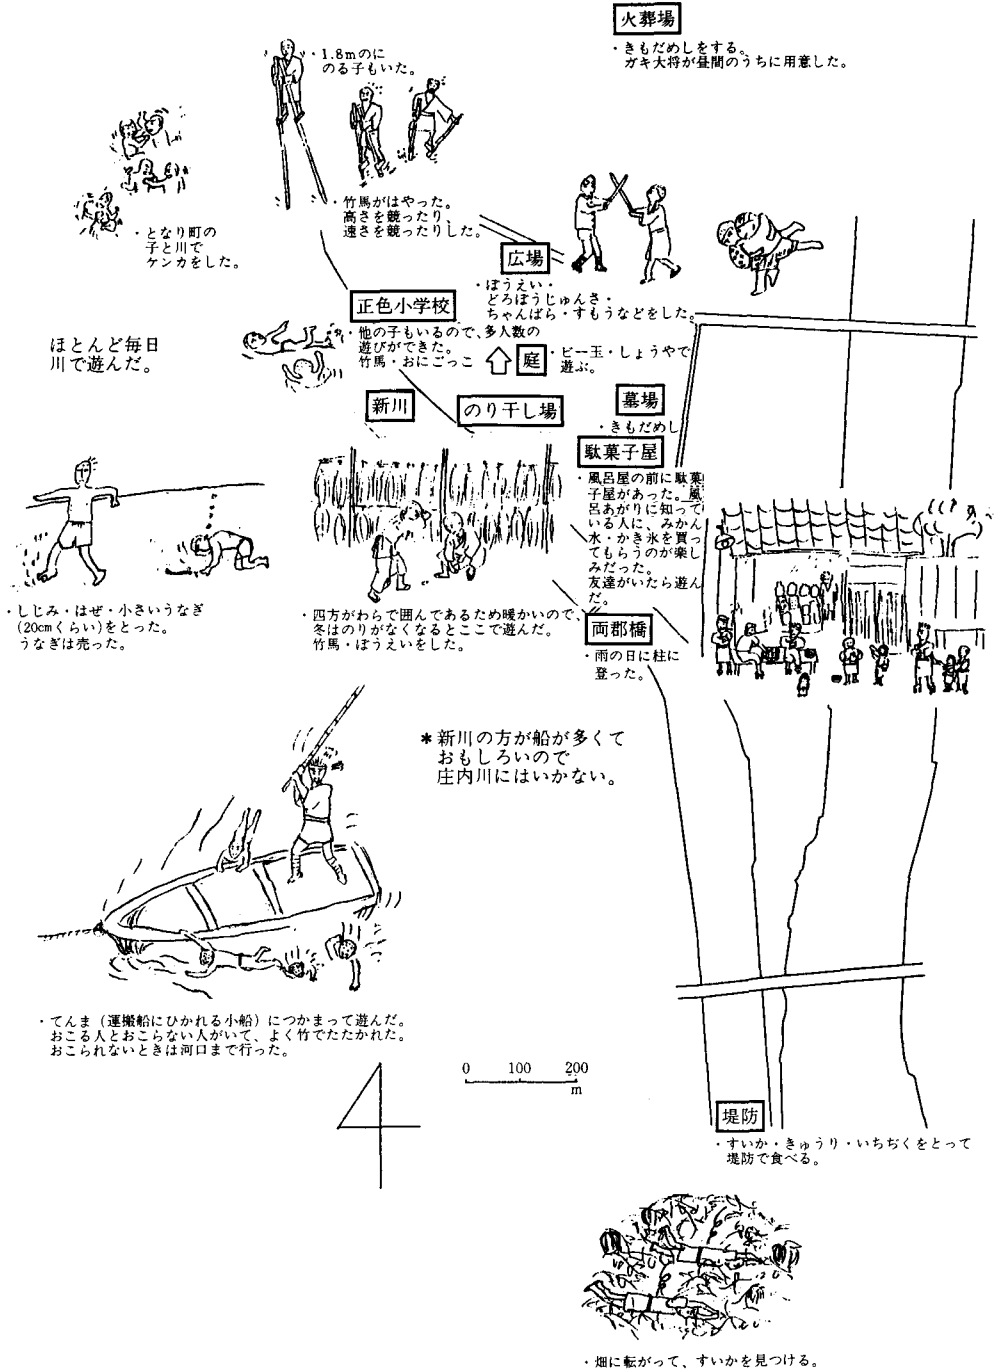 火葬場
・きもだめしをする。
ガキ大将が昼間のうちに用意した。
・1.8mのに
のる子もいた。
・竹馬がはやった。
高さを競ったり、
速さを競ったりした。
・となり町の
子と川で
ケンカをした。
広場
・ぼうえい・
どろぼうじゅんさ・
ちゃんばら・すもうなどをした。
正色小学校
・他の子もいるので、多人数の
遊びができた。
竹馬・おにごっこ
庭
・ビー玉・しょうやで
遊ぶ。
ほとんど毎日
川で遊んだ。
新川
のり干し場
墓場
・きもだめし
駄菓子屋
・風呂屋の前に駄菓
子屋があった。風
呂あがりに知って
いる人に、みかん
水・かき氷を買っ
てもらうのが楽し
みだった。
友達がいたら遊ん
だ。
・しじみ・はぜ・小さいうなぎ
(20cmくらい)をとった。
うなぎは売った。
・四方がわらで囲んであるため暖かいので、
冬はのりがなくなるとここで遊んだ。
竹馬・ぼうえいをした。
両郡橋
・雨の日に柱に
登った。
*新川の方が船が多くて
おもしろいので
庄内川にはいかない。
・てんま（運搬船にひかれる小船）につかまって遊んだ。
おこる人とおこらない人がいて、よく竹でたたかれた。
おこられないときは河口まで行った。
0 100 200
m
堤防
・すいか・きゅうり・いちぢくをとって
堤防で食べる。
・畑に転がって、すいかを見つける。